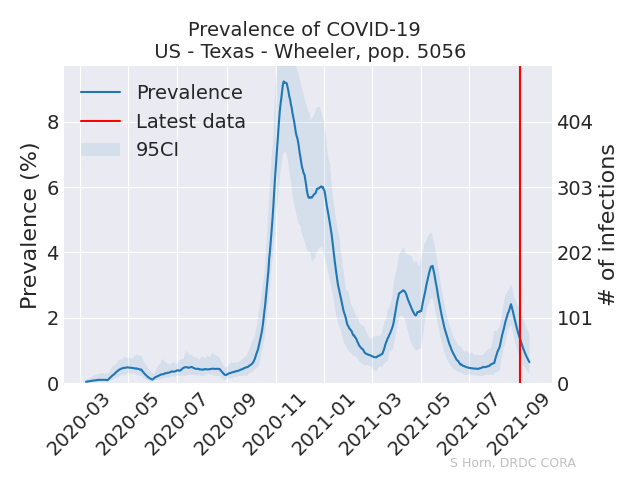 Prevalence of COVID-19
US - Texas - Wheeler, pop. 5056
Prevalence
Latest data
95CI
Prevalence (%)
8
6
4
2
0
404
303
202
101
0
# of infections
2020-03
2020-05
2020-07
2020-09
2020-11
2021-01
2021-03
2021-05
2021-07
2021-09
S Horn, DRDC CORA